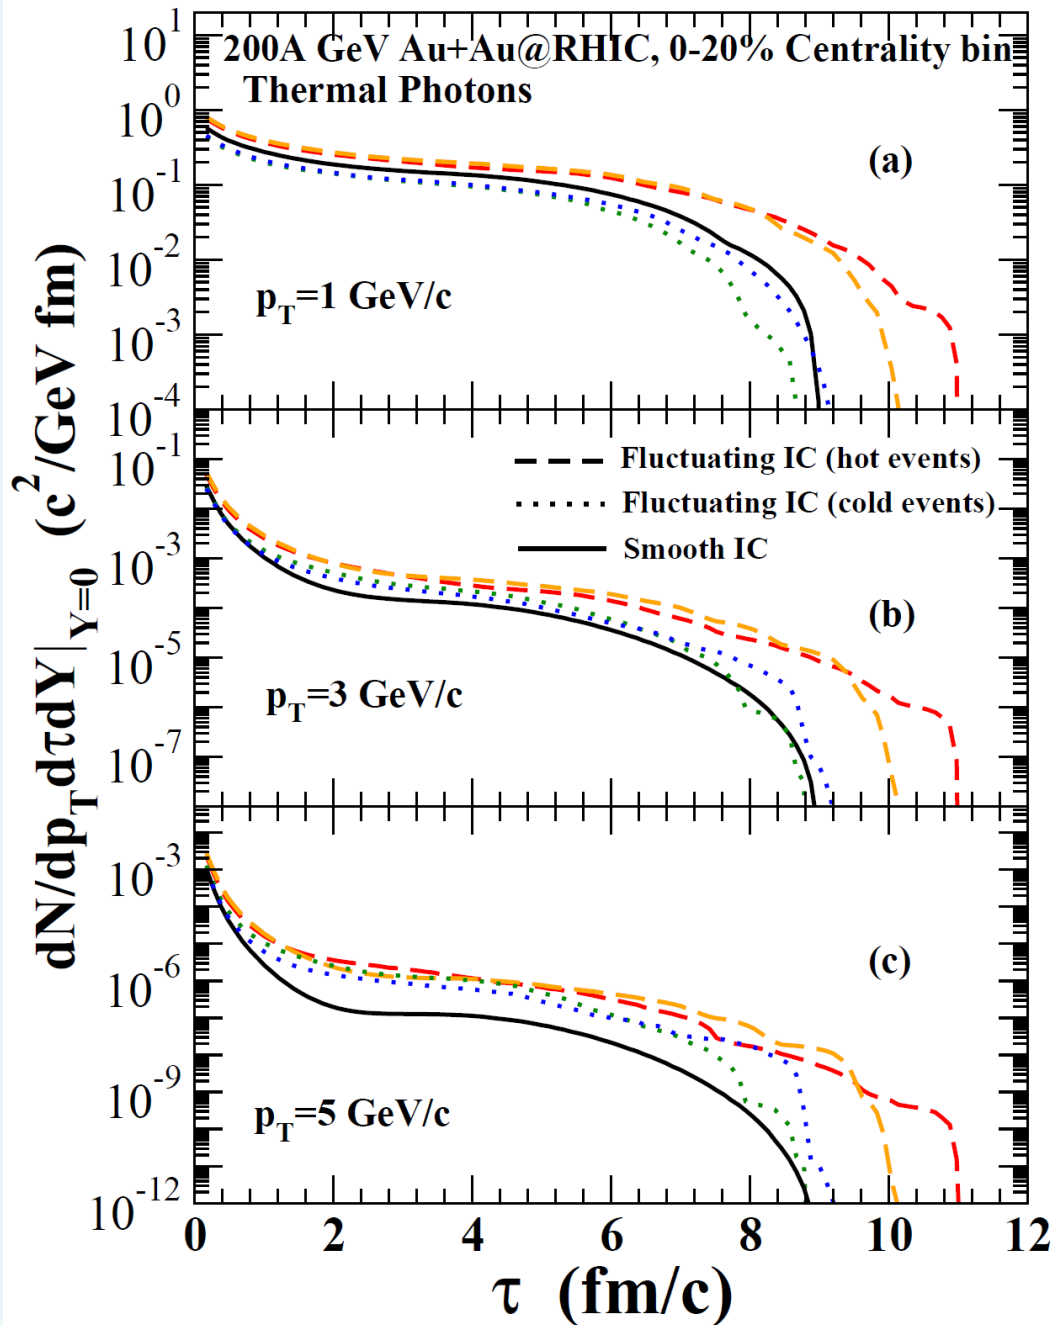 200A GeV Au+Au@RHIC, 0-20% Centrality bin
Thermal Photons
10^1
10^0
10^-1
10^-2
10^-3
10^-4
(a)
p_T=1 GeV/c
10^-1
10^-3
10^-5
10^-7
Fluctuating IC (hot events)
Fluctuating IC (cold events)
Smooth IC
(b)
p_T=3 GeV/c
10^-3
10^-6
10^-9
10^-12
(c)
p_T=5 GeV/c
dN/dp_T dτdY|_Y=0 (c^2/GeV fm)
0 2 4 6 8 10 12
τ (fm/c)